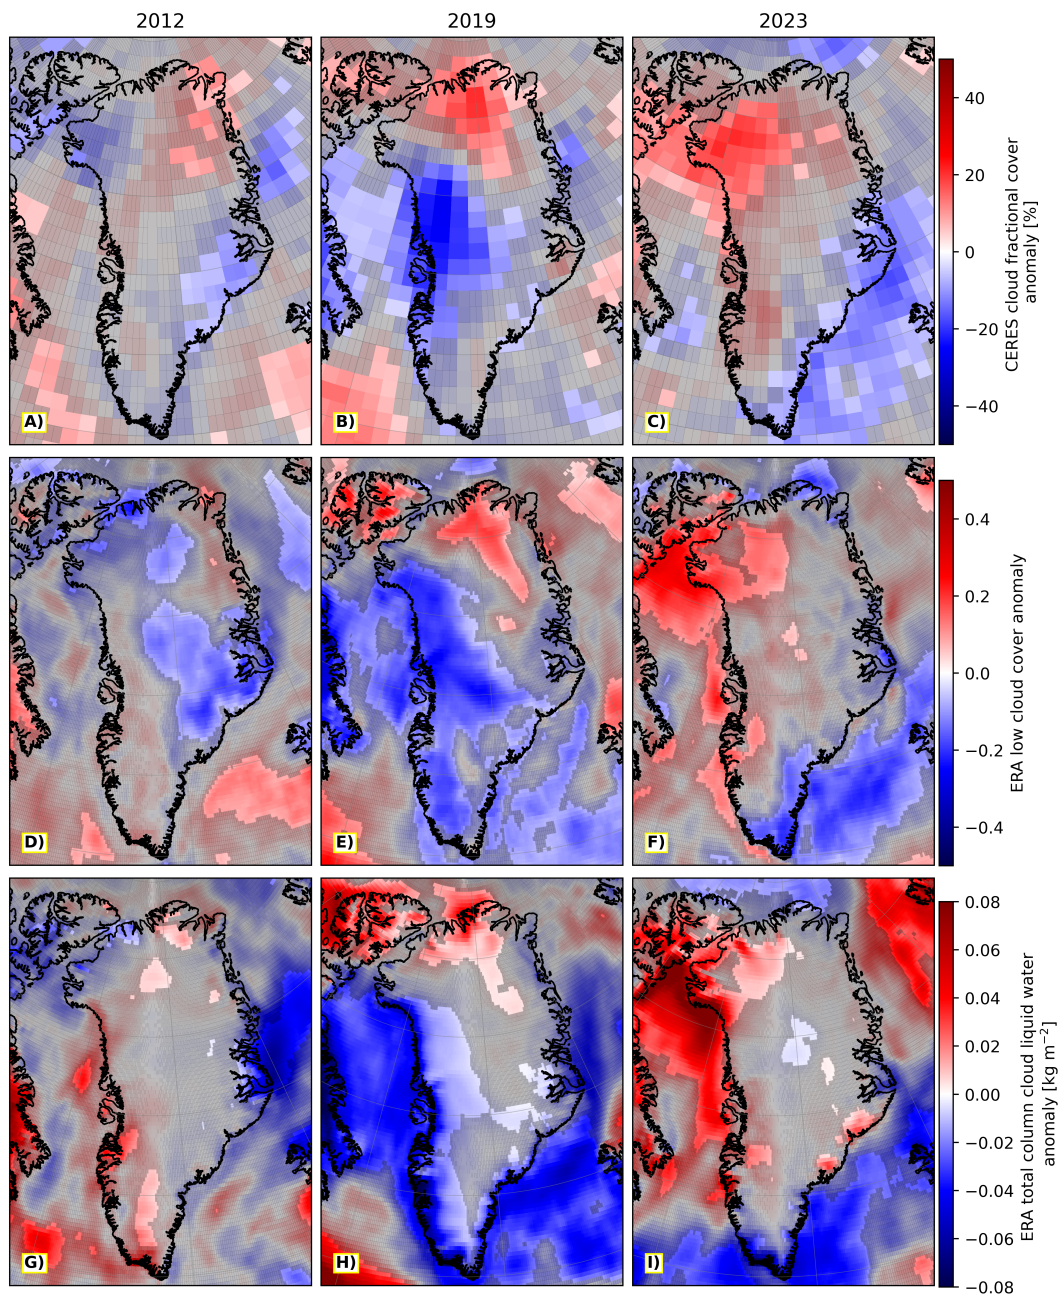 2012 2019 2023
A) B) C)
40
20
0
−20
−40
CERES cloud fractional cover
anomaly [%]
D) E) F)
0.4
0.2
0.0
−0.2
−0.4
ERA low cloud cover anomaly
G) H) I)
0.08
0.06
0.04
0.02
0.00
−0.02
−0.04
−0.06
−0.08
ERA total column cloud liquid water
anomaly [kg m⁻²]